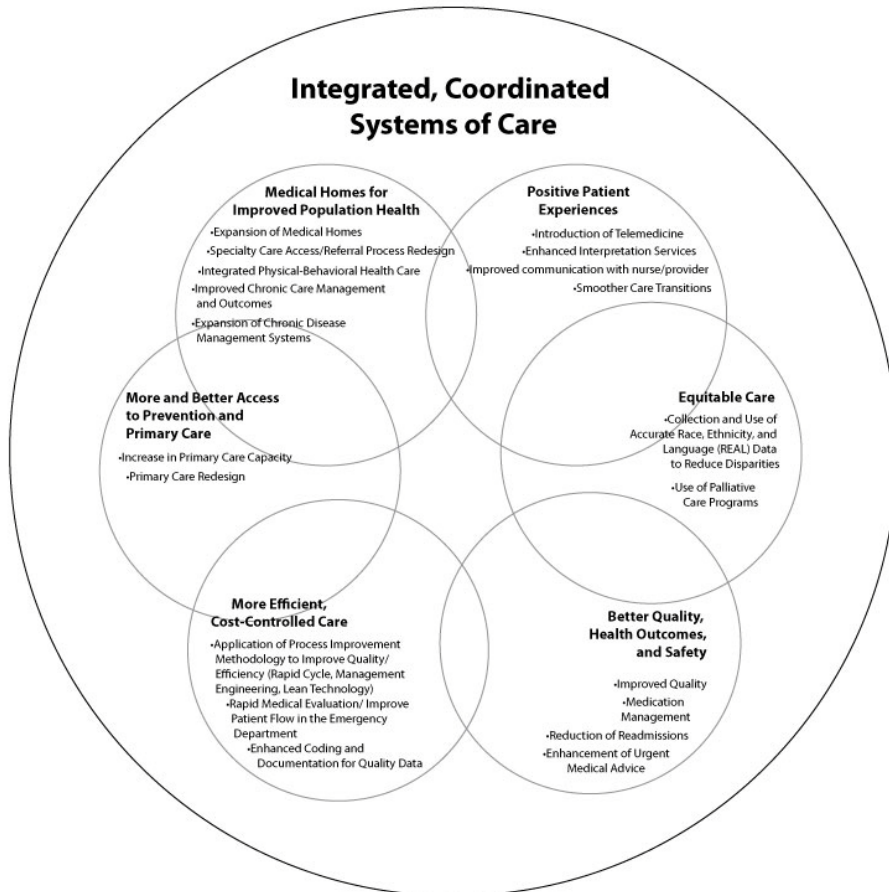 Integrated, Coordinated
Systems of Care
Medical Homes for
Improved Population Health
•Expansion of Medical Homes
•Specialty Care Access/Referral Process Redesign
•Integrated Physical-Behavioral Health Care
•Improved Chronic Care Management
and Outcomes
•Expansion of Chronic Disease
Management Systems
Positive Patient
Experiences
•Introduction of Telemedicine
•Enhanced Interpretation Services
•Improved communication with nurse/provider
•Smoother Care Transitions
More and Better Access
to Prevention and
Primary Care
•Increase in Primary Care Capacity
•Primary Care Redesign
Equitable Care
•Collection and Use of
Accurate Race, Ethnicity, and
Language (REAL) Data
to Reduce Disparities
•Use of Palliative
Care Programs
More Efficient,
Cost-Controlled Care
•Application of Process Improvement
Methodology to Improve Quality/
Efficiency (Rapid Cycle, Management
Engineering, Lean Technology)
•Rapid Medical Evaluation/ Improve
Patient Flow in the Emergency
Department
•Enhanced Coding and
Documentation for Quality Data
Better Quality,
Health Outcomes,
and Safety
•Improved Quality
•Medication
Management
•Reduction of Readmissions
•Enhancement of Urgent
Medical Advice